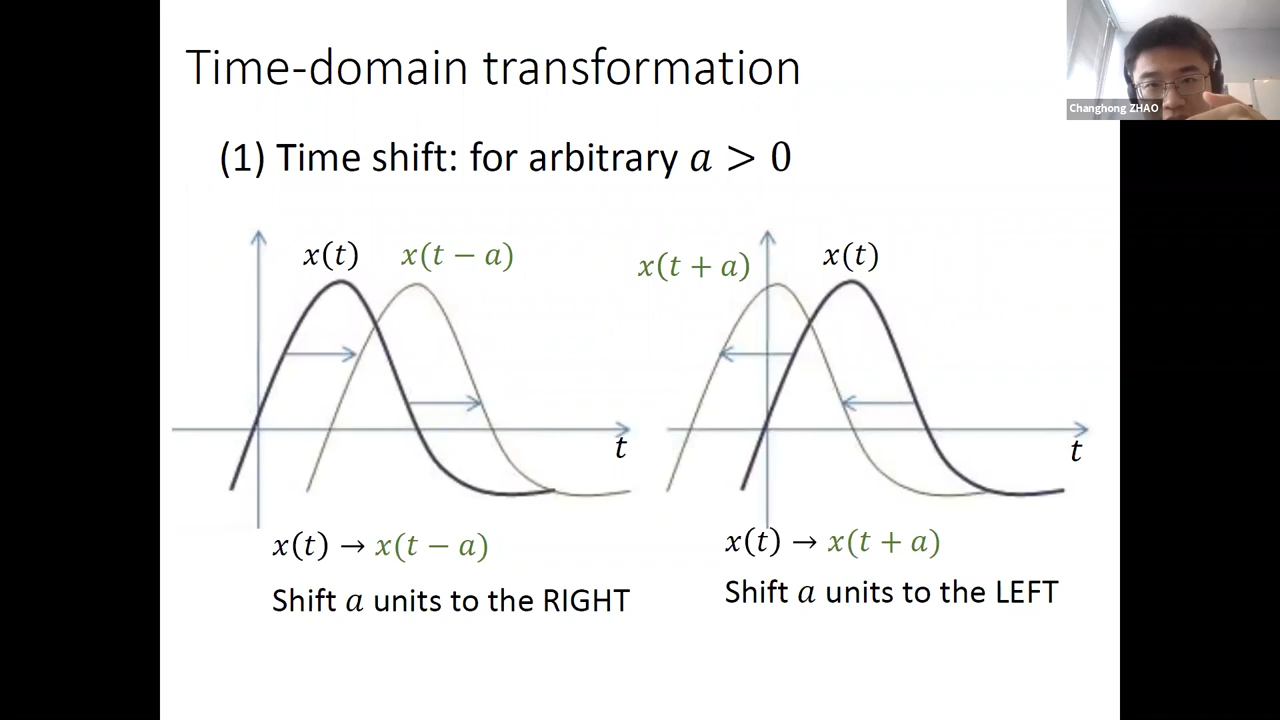 Time-domain transformation
Changhong ZHAO
(1) Time shift: for arbitrary a > 0
x(t)
x(t − a)
x(t + a)
x(t)
t
t
x(t) → x(t − a)
x(t) → x(t + a)
Shift a units to the RIGHT
Shift a units to the LEFT